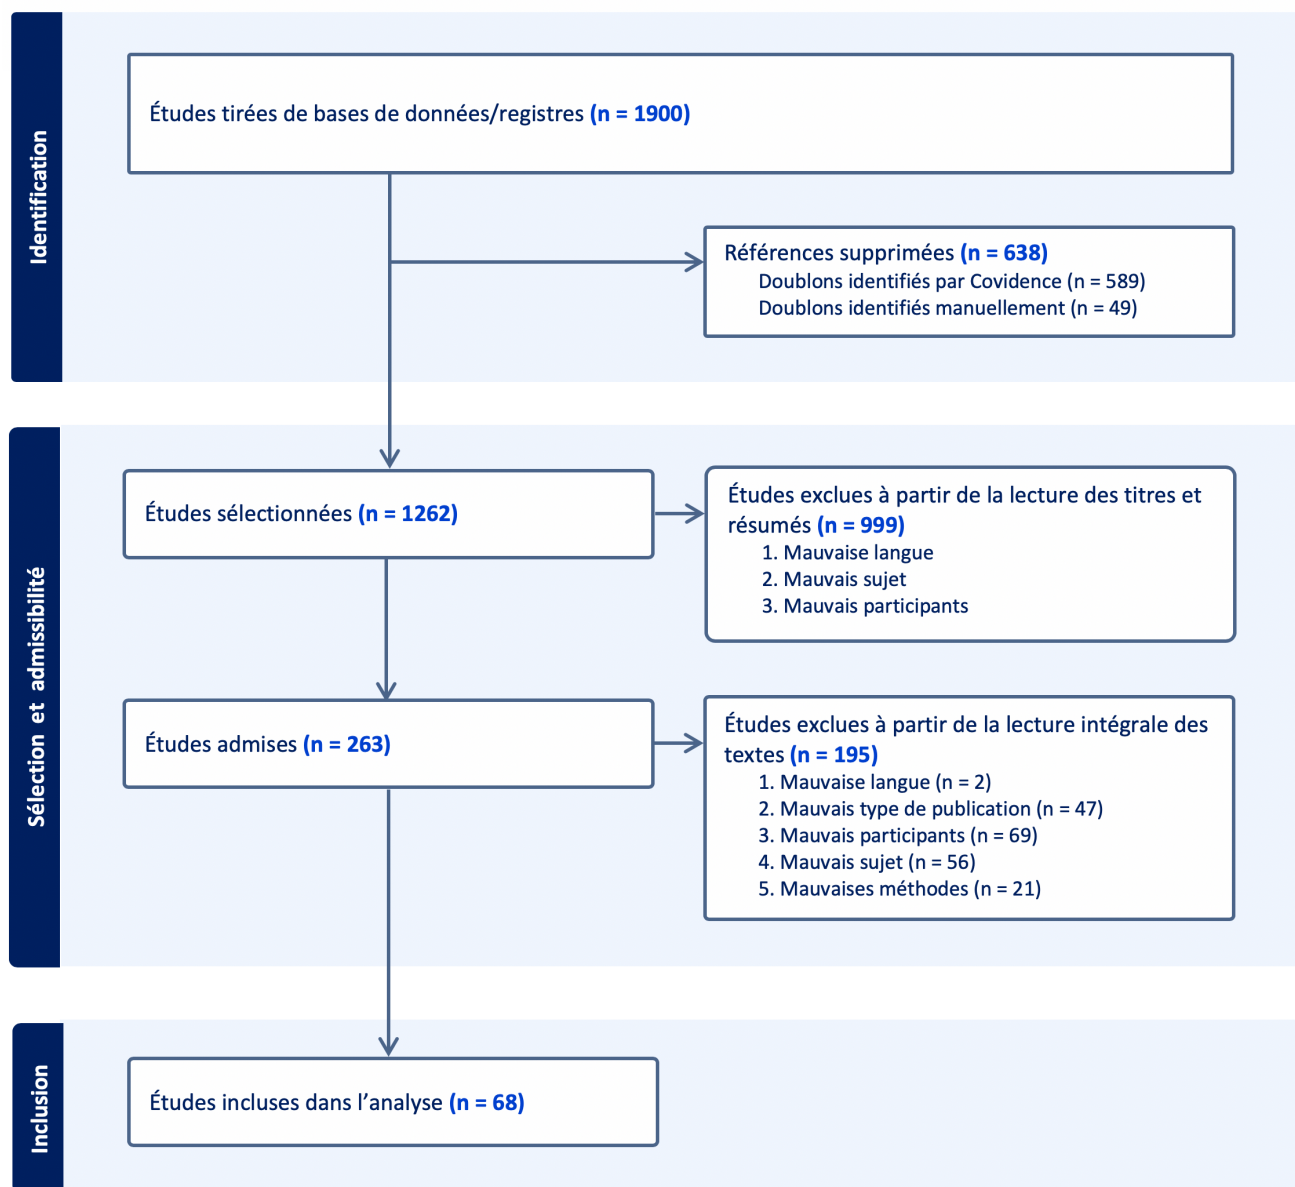 Identification
Études tirées de bases de données/registres (n = 1900)
Références supprimées (n = 638)
Doublons identifiés par Covidence (n = 589)
Doublons identifiés manuellement (n = 49)
Sélection et admissibilité
Études sélectionnées (n = 1262)
Études exclues à partir de la lecture des titres et
résumés (n = 999)
1. Mauvaise langue
2. Mauvais sujet
3. Mauvais participants
Études admises (n = 263)
Études exclues à partir de la lecture intégrale des
textes (n = 195)
1. Mauvaise langue (n = 2)
2. Mauvais type de publication (n = 47)
3. Mauvais participants (n = 69)
4. Mauvais sujet (n = 56)
5. Mauvaises méthodes (n = 21)
Inclusion
Études incluses dans l’analyse (n = 68)